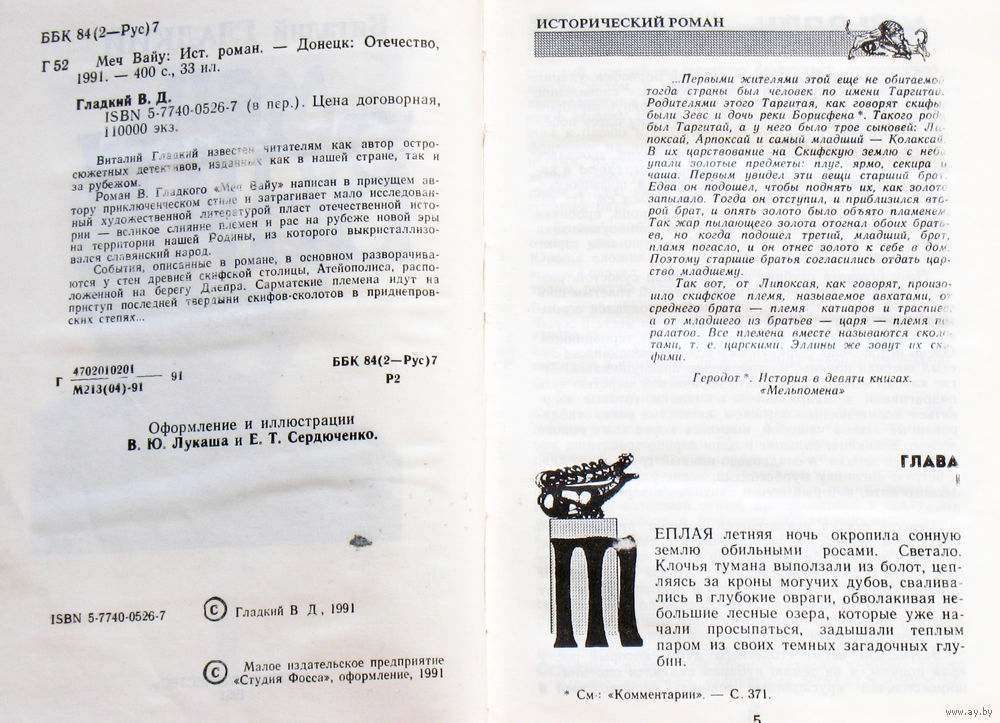 ББК 84(2—Рус)7
Г 52
Меч Вайу: Ист. роман. — Донецк: Отечество,
1991. — 400 с., 33 ил.
Гладкий В. Д.
ISBN 5-7740-0526-7 (в пер.). Цена договорная,
110000 экз.
Виталий Гладкий известен читателям как автор остро-
сюжетных детективов, изданных как в нашей стране, так и
за рубежом.
Роман В. Гладкого «Меч Вайу» написан в присущем ав-
тору приключенческом стиле и затрагивает мало исследован-
ный художественной литературой пласт отечественной исто-
рии — великое слияние племен и рас на рубеже новой эры
на территории нашей Родины, из которого выкристаллизо-
вался славянский народ.
События, описанные в романе, в основном разворачива-
ются у стен древней скифской столицы, Атейополиса, распо-
ложенной на берегу Днепра. Сарматские племена идут на
приступ последней твердыни скифов-сколотов в приднепров-
ских степях...
Г 4702010201 — 91
М213(04)-91
ББК 84(2—Рус)7
Р2
Оформление и иллюстрации
В. Ю. Лукаша и Е. Т. Сердюченко.
ISBN 5-7740-0526-7
© Гладкий В Д , 1991
© Малое издательское предприятие
«Студия Фосса», оформление, 1991
ИСТОРИЧЕСКИЙ РОМАН
...Первыми жителями этой еще не обитаемой
тогда страны был человек по имени Таргитай.
Родителями этого Таргитая, как говорят скифы
были Зевс и дочь реки Борисфена*. Такого рода
был Таргитай, а у него было трое сыновей: Ли-
поксай, Арпоксай и самый младший — Колаксай.
В их царствование на Скифскую землю с неба
упали золотые предметы: плуг, ярмо, секира и
чаша. Первым увидел эти вещи старший брат.
Едва он подошел, чтобы поднять их, как золото
запылало. Тогда он отступил, и приблизился вто-
рой брат, и опять золото было объято пламенем.
Так жар пылающего золота отогнал обоих брать-
ев, но когда подошел третий, младший, брат,
пламя погасло, и он отнес золото к себе в дом.
Поэтому старшие братья согласились отдать цар-
ство младшему.
Так вот, от Липоксая, как говорят, произо-
шло скифское племя, называемое авхатами, от
среднего брата — племя катиаров и траспиев,
а от младшего из братьев — царя — племя па-
ралатов. Все племена вместе называются сколо-
тами, т. е. царскими. Эллины же зовут их ски-
фами.
Геродот *. История в девяти книгах.
«Мельпомена»
ГЛАВА
ТЕПЛАЯ летняя ночь окропила сонную
землю обильными росами. Светало.
Клочья тумана выползали из болот, цеп-
ляясь за кроны могучих дубов, сваливa-
лись в глубокие овраги, обволакивая не-
большие лесные озера, которые уже на-
чали просыпаться, задышали теплым
паром из своих темных загадочных глу-
бин.
* См.: «Комментарии». — С. 371.
5
www.ay.by